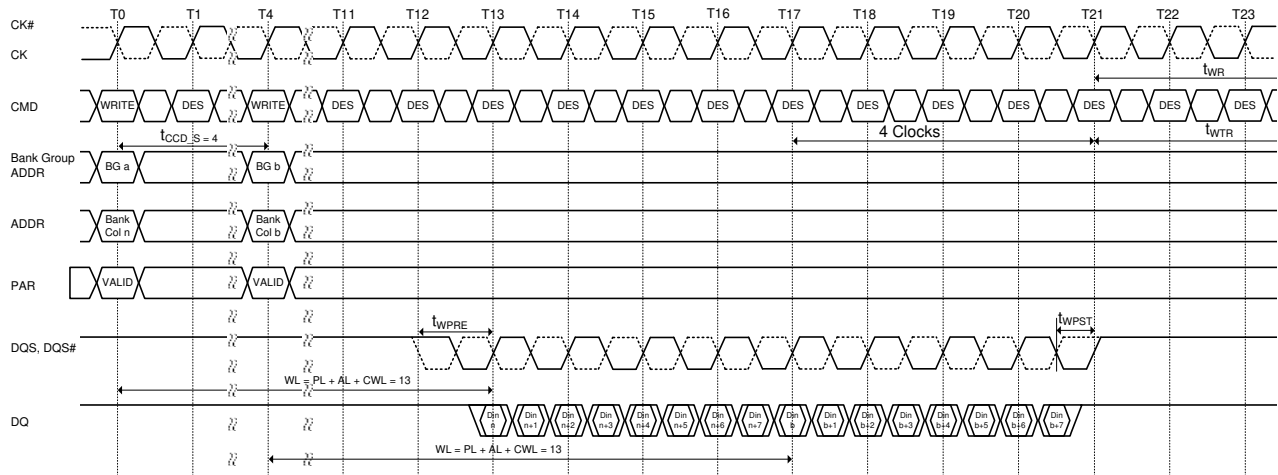 T0 T1 T4 T11 T12 T13 T14 T15 T16 T17 T18 T19 T20 T21 T22 T23
CK#
CK
tWR
CMD WRITE DES WRITE DES DES DES DES DES DES DES DES DES DES DES DES DES
tCCD_S = 4
4 Clocks
tWTR
Bank Group
ADDR
BG a BG b
ADDR
Bank
Col n
Bank
Col b
PAR VALID VALID
tWPRE
tWPST
DQS, DQS#
WL = PL + AL + CWL = 13
DQ
Din
n
Din
n+1
Din
n+2
Din
n+3
Din
n+4
Din
n+5
Din
n+6
Din
n+7
Din
b
Din
b+1
Din
b+2
Din
b+3
Din
b+4
Din
b+5
Din
b+6
Din
b+7
WL = PL + AL + CWL = 13